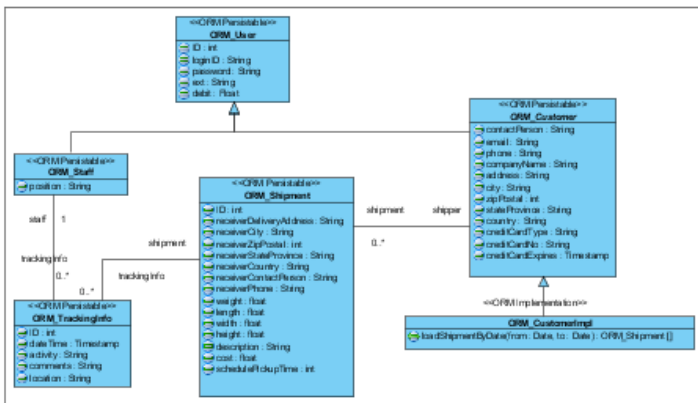 <<ORM Persistable>>
ORM_User
ID : int
loginID : String
password : String
ext : String
debit : Float
<<ORM Persistable>>
ORM_Customer
contactPerson : String
email : String
phone : String
companyName : String
address : String
city : String
zipPostal : int
stateProvince : String
country : String
creditCardType : String
creditCardNo : String
creditCardExpires : Timestamp
<<ORM Persistable>>
ORM_Staff
position : String
<<ORM Persistable>>
ORM_Shipment
ID : int
receiverDeliveryAddress : String
receiverCity : String
receiverZipPostal : int
receiverStateProvince : String
receiverCountry : String
receiverContactPerson : String
receiverPhone : String
weight : float
length : float
width : float
height : float
description : String
cost : float
schedulePickupTime : int
staff 1
trackingInfo
0..*
shipment
trackingInfo
0..*
shipment shipper
0..*
<<ORM Persistable>>
ORM_TrackingInfo
ID : int
dateTime : Timestamp
activity : String
comments : String
location : String
<<ORM Implementation>>
ORM_CustomerImpl
loadShipmentByDate(from : Date, to : Date) : ORM_Shipment[]